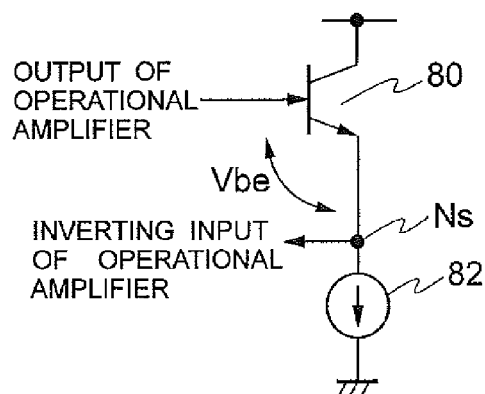 OUTPUT OF
OPERATIONAL
AMPLIFIER
80
Vbe
Ns
INVERTING INPUT
OF OPERATIONAL
AMPLIFIER
82